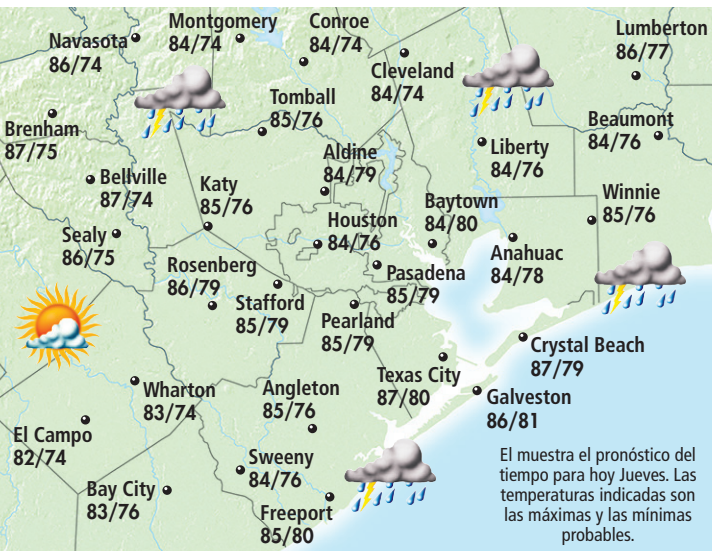 Navasota
86/74
Montgomery
84/74
Conroe
84/74
Cleveland
84/74
Lumberton
86/77
Brenham
87/75
Tomball
85/76
Beaumont
84/76
Bellville
87/74
Katy
85/76
Aldine
84/79
Liberty
84/76
Winnie
85/76
Sealy
86/75
Houston
84/76
Baytown
84/80
Anahuac
84/78
Rosenberg
86/79
Stafford
85/79
Pasadena
85/79
Pearland
85/79
Crystal Beach
87/79
Texas City
87/80
Galveston
86/81
Wharton
83/74
Angleton
85/76
El Campo
82/74
Sweeny
84/76
Bay City
83/76
Freeport
85/80
El muestra el pronóstico del
tiempo para hoy Jueves. Las
temperaturas indicadas son
las máximas y las mínimas
probables.